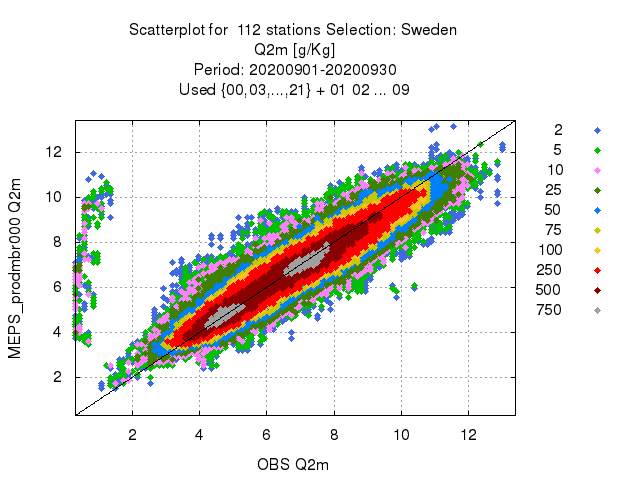 Scatterplot for 112 stations Selection: Sweden
Q2m [g/Kg]
Period: 20200901-20200930
Used {00,03,...,21} + 01 02 ... 09
MEPS_prodmbr000 Q2m
12
10
8
6
4
2
2 4 6 8 10 12
OBS Q2m
2
5
10
25
50
75
100
250
500
750